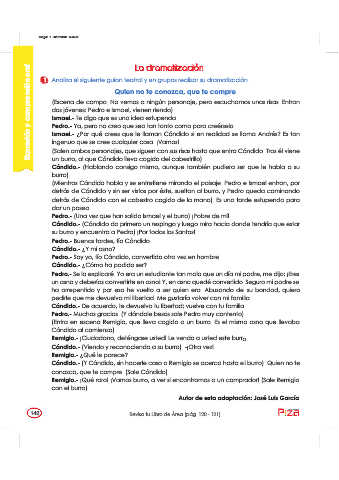 La dramatización
1 Analiza el siguiente guion teatral y en grupos realizar su dramatización
Quien no te conozca, que te compre
(Escena de campo. No vemos a ningún personaje, pero escuchamos unas risas. Entran
dos jóvenes: Pedro e Ismael, vienen riendo)
Ismael.- Te digo que es una idea estupenda
Pedro.- Ya, pero no creo que sea tan tonto como para creérselo
Ismael.- ¿Por qué crees que le llaman Cándido si en realidad se llama Andrés? Es tan
ingenuo que se cree cualquier cosa. ¡Vamos!
(Salen ambos personajes, que siguen con sus risas hasta que entra Cándido. Tras él viene
un burro, al que Cándido lleva cogido del cabestrillo)
Cándido.- (Hablando consigo mismo, aunque también pudiera ser que le habla a su
burro)
(Mientras Cándido habla y se entretiene mirando el paisaje. Pedro e Ismael entran, por
detrás de Cándido y sin ser vistos por éste, sueltan al burro, y Pedro queda caminando
detrás de Cándido con el cabestro cogido de la mano). Es una tarde estupenda para
dar un paseo
Pedro.- (Una vez que han salido Ismael y el burro) ¡Pobre de mí!
Cándido.- (Cándido da primero un respingo y luego mira hacia donde tendría que estar
su burro y encuentra a Pedro) ¡Por todos los Santos!
Pedro.- Buenas tardes, tío Cándido
Cándido.- ¿Y mi asno?
Pedro.- Soy yo, tío Cándido, convertido otra vez en hombre
Cándido.- ¿Cómo ha podido ser?
Pedro.- Se lo explicaré. Yo era un estudiante tan malo que un día mi padre, me dijo: ¡Eres
un asno y deberías convertirte en asno! Y, en asno quedé convertido. Seguro mi padre se
ha arrepentido y por eso he vuelto a ser quien era. Abusando de su bondad, quiero
pedirle que me devuelva mi libertad. Me gustaría volver con mi familia
Cándido.- De acuerdo, te devuelvo tu libertad; vuelve con tu familia
Pedro.- Muchas gracias. (Y dándole besos sale Pedro muy contento)
(Entra en escena Remigio, que lleva cogido a un burro. Es el mismo asno que llevaba
Cándido al comienzo)
Remigio.- ¡Ciudadano, deténgase usted! Le vendo a usted este burro
Cándido.- (Viendo y reconociendo a su burro) -¡Otra vez!
Remigio.- ¿Qué le parece?
Cándido.- (Y Cándido, sin hacerle caso a Remigio se acerca hasta el burro) ¡Quien no te
conozca, que te compre! (Sale Cándido)
Remigio.- ¡Qué raro! ¡Vamos burro, a ver si encontramos a un comprador! (Sale Remigio
con el burro)
Autor de esta adaptación: José Luis García
142
Revisa tu Libro de Área (pág. 130 - 131)